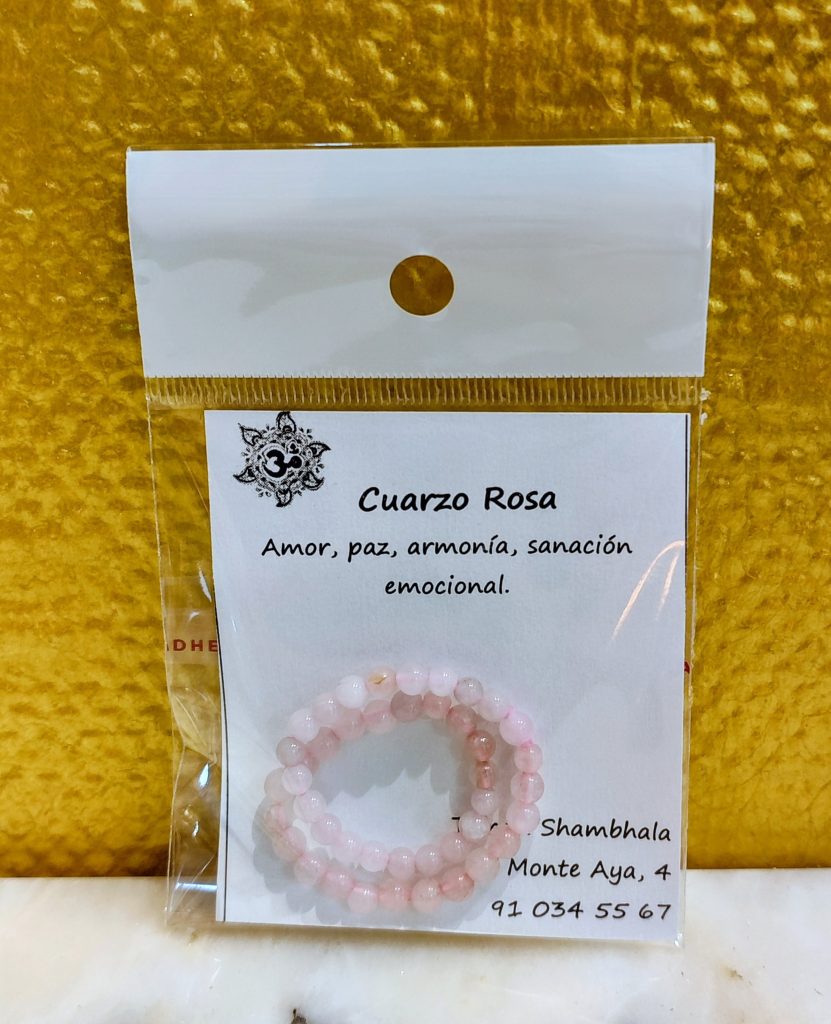 ॐ
Cuarzo Rosa
Amor, paz, armonía, sanación
emocional.
Shambhala
Monte Aya, 4
91 034 55 67